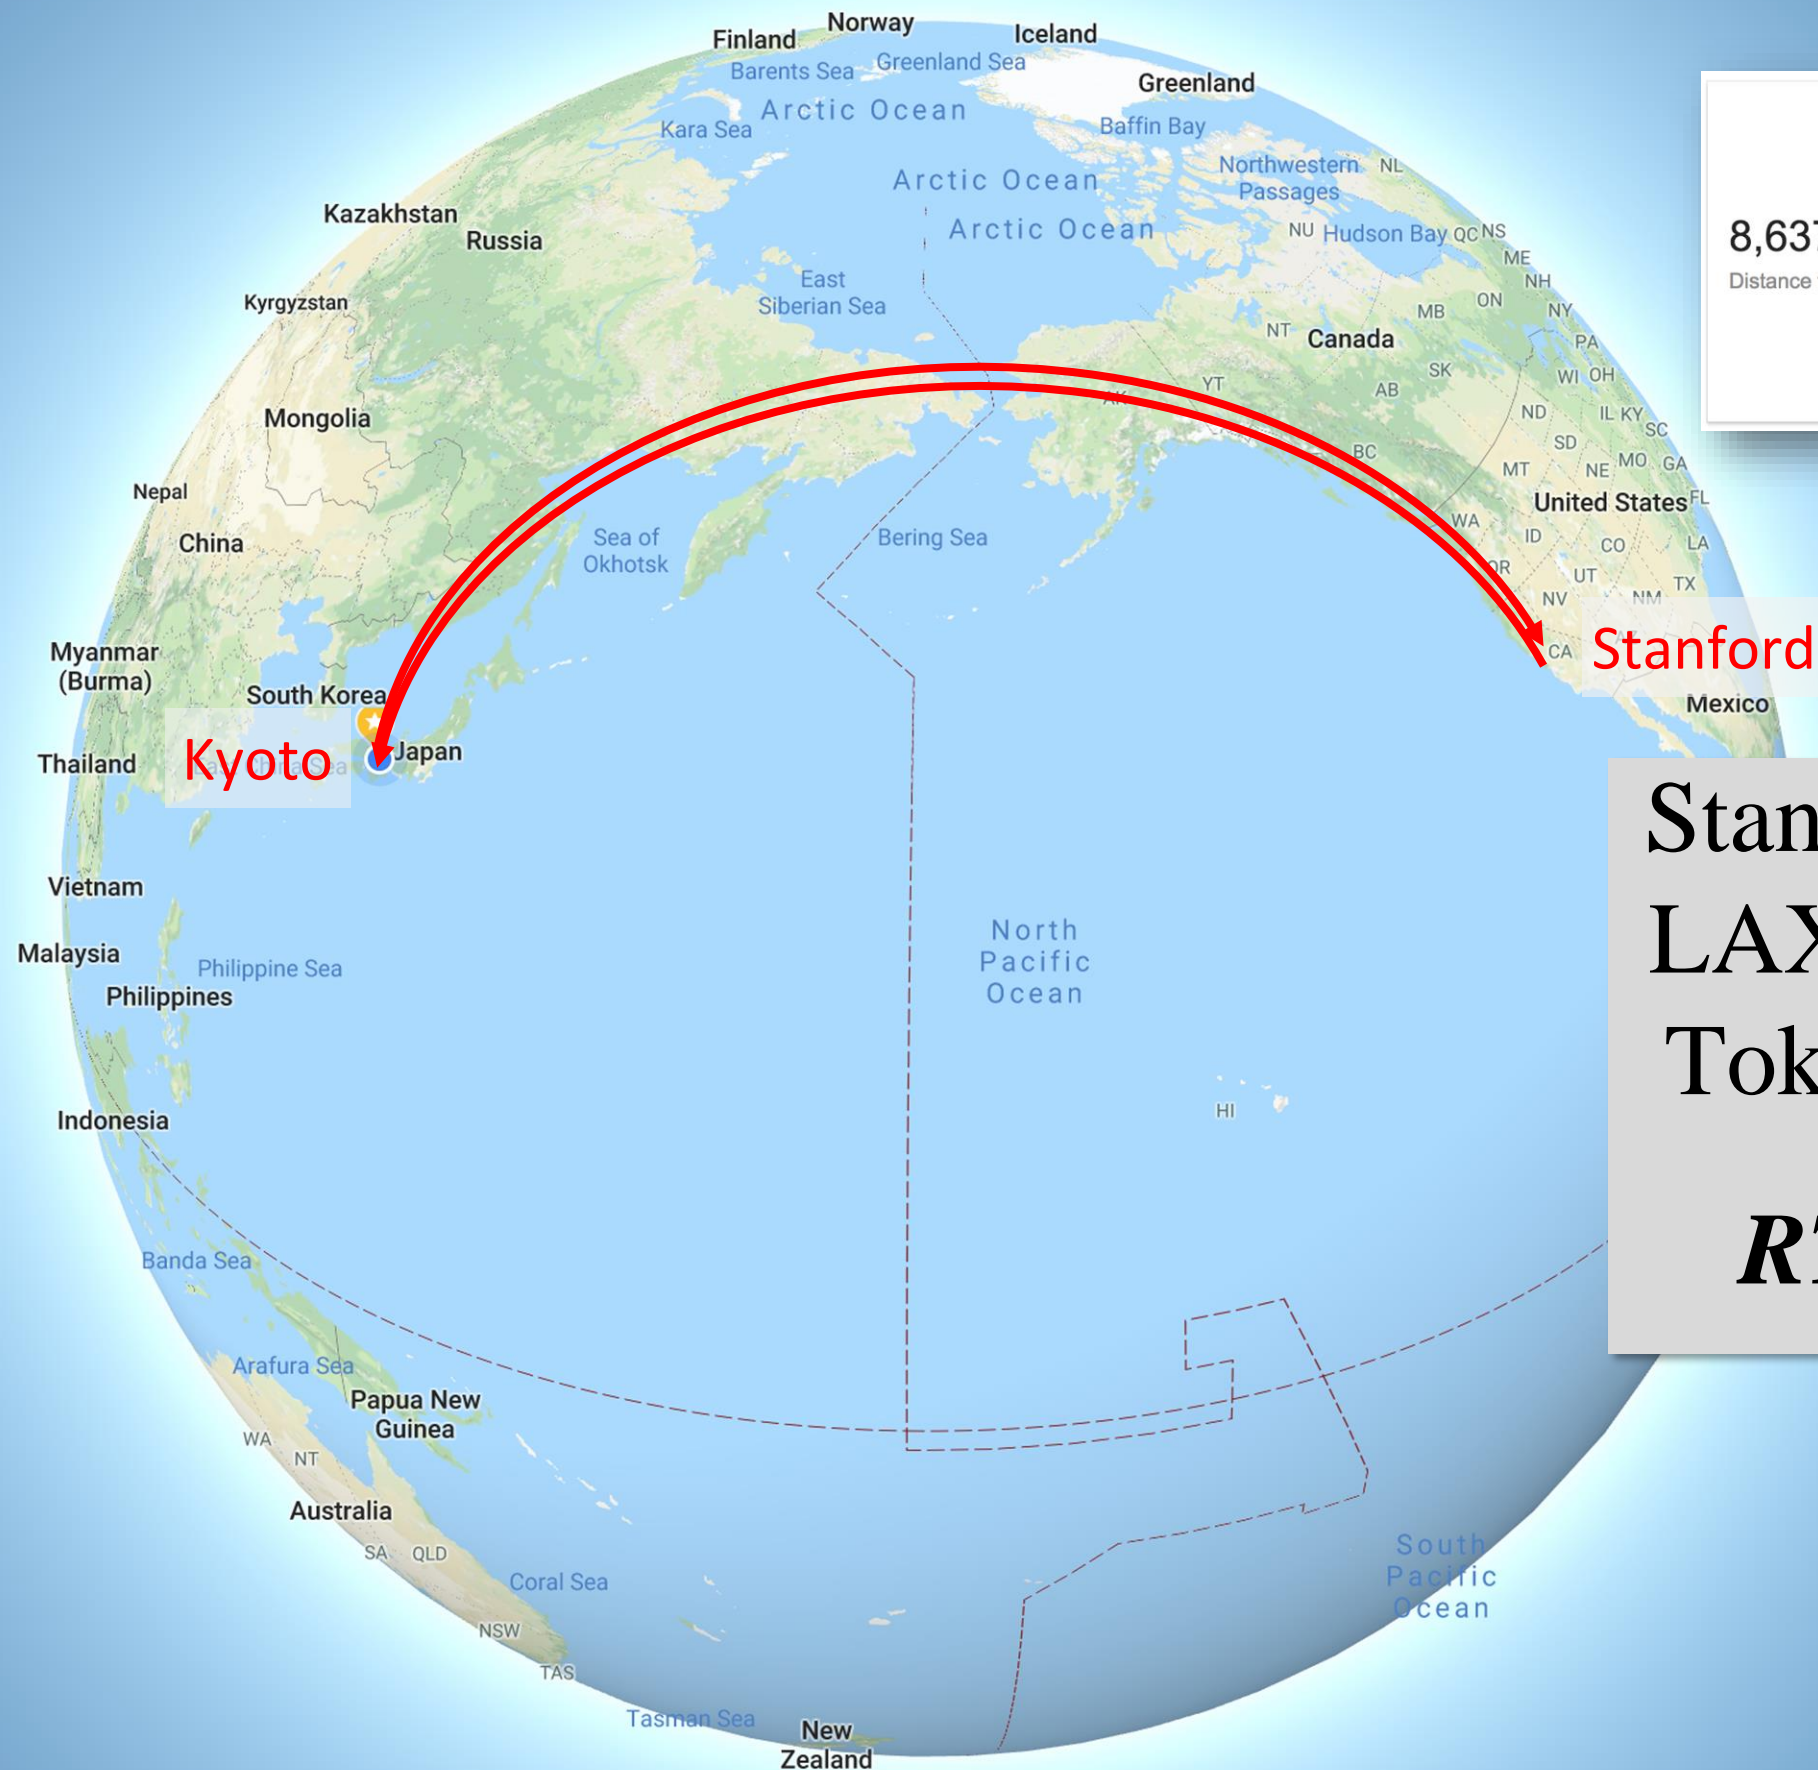 Norway
Finland
Iceland
Barents Sea
Greenland Sea
Greenland
Arctic Ocean
Kara Sea
Baffin Bay
Arctic Ocean
Northwestern
Passages
NL
Kazakhstan
Russia
Arctic Ocean
NU
Hudson Bay
QC
NS
ME
8,637
Distance
East
Siberian Sea
NH
Kyrgyzstan
MB
ON
NY
NT
Canada
PA
SK
WI
OH
YT
AB
AK
Mongolia
ND
IL
KY
SC
SD
BC
MT
NE
MO
GA
Nepal
United States
FL
WA
China
Sea of
Okhotsk
Bering Sea
ID
CO
LA
OR
UT
TX
NV
NM
Myanmar
(Burma)
CA
Stanford
South Korea
Mexico
Kyoto
East China Sea
Japan
Thailand
Stan
LAX
Tok
RT
Vietnam
North
Pacific
Ocean
Malaysia
Philippine Sea
Philippines
HI
Indonesia
Banda Sea
Arafura Sea
Papua New
Guinea
WA
NT
Australia
SA
QLD
Coral Sea
South
Pacific
Ocean
NSW
TAS
Tasman Sea
New
Zealand